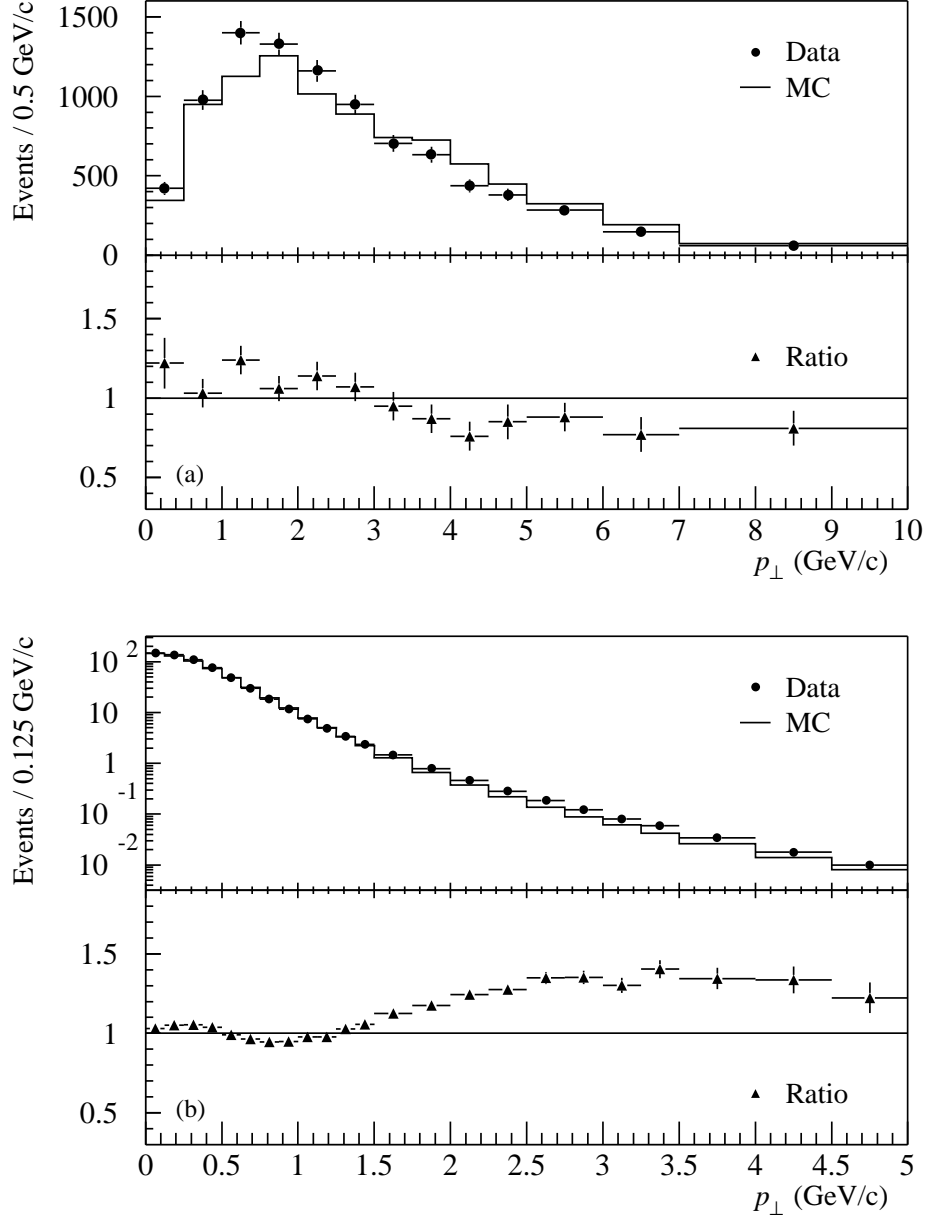 Events / 0.5 GeV/c
1500
1000
500
0
Data
MC
1.5
1
0.5
Ratio
(a)
0 1 2 3 4 5 6 7 8 9 10
p⊥ (GeV/c)
Events / 0.125 GeV/c
10 2
10
1
10 -1
10 -2
Data
MC
1.5
1
0.5
(b)
Ratio
0 0.5 1 1.5 2 2.5 3 3.5 4 4.5 5
p⊥ (GeV/c)